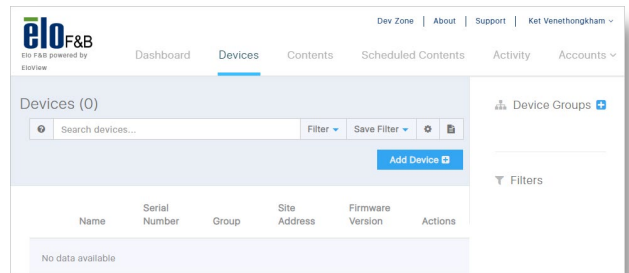 Dev Zone | About | Support | Ket Venethongkham
elo F&B
Elo F&B powered by
EloView
Dashboard Devices Contents Scheduled Contents Activity Accounts
Devices (0)
Search devices... Filter Save Filter
Add Device
Device Groups
Filters
Name Serial Number Group Site Address Firmware Version Actions
No data available